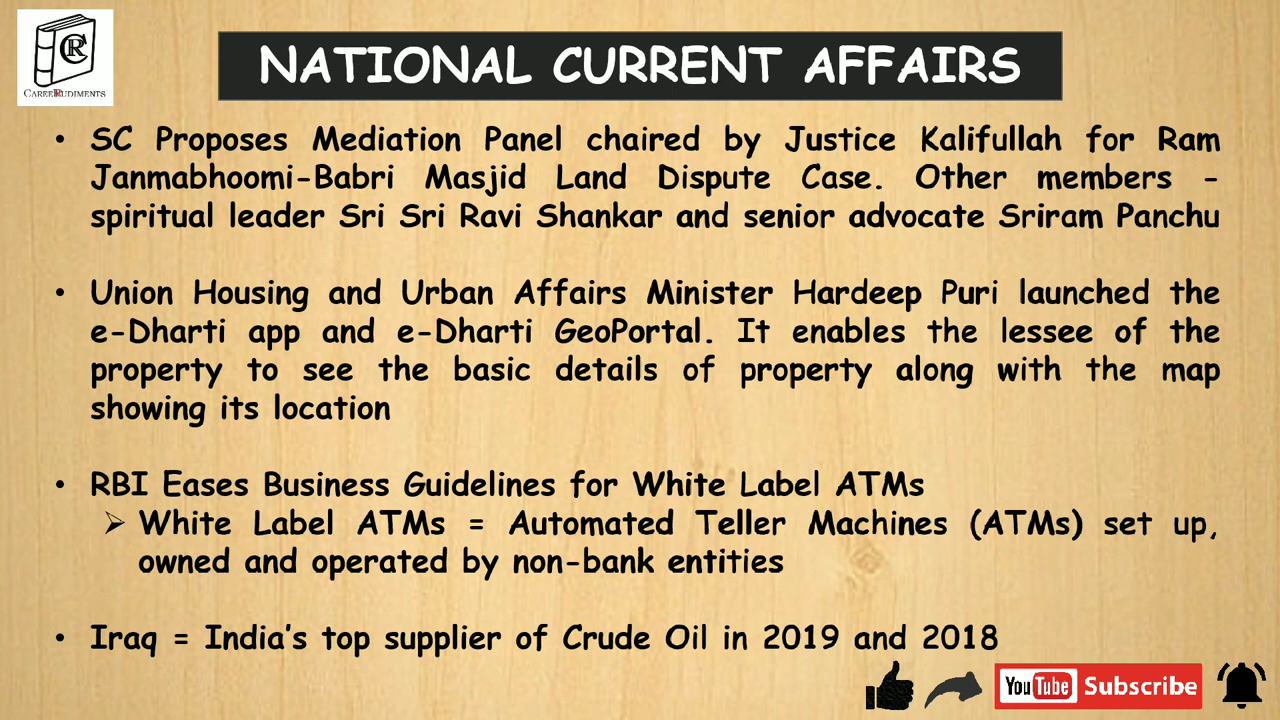 CR
CAREERRUDIMENTS
NATIONAL CURRENT AFFAIRS
• SC Proposes Mediation Panel chaired by Justice Kalifullah for Ram
Janmabhoomi-Babri Masjid Land Dispute Case. Other members -
spiritual leader Sri Sri Ravi Shankar and senior advocate Sriram Panchu
• Union Housing and Urban Affairs Minister Hardeep Puri launched the
e-Dharti app and e-Dharti GeoPortal. It enables the lessee of the
property to see the basic details of property along with the map
showing its location
• RBI Eases Business Guidelines for White Label ATMs
➢ White Label ATMs = Automated Teller Machines (ATMs) set up,
owned and operated by non-bank entities
• Iraq = India's top supplier of Crude Oil in 2019 and 2018
YouTube Subscribe